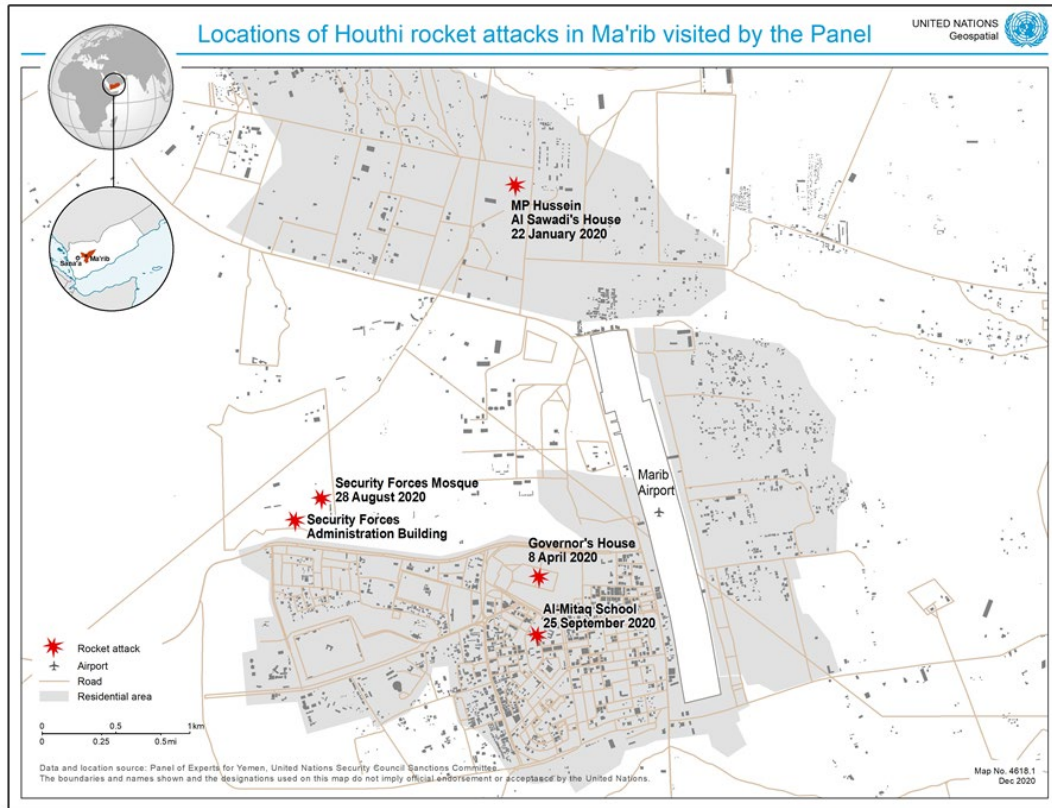 Locations of Houthi rocket attacks in Ma'rib visited by the Panel
UNITED NATIONS
Geospatial
Sana'a
Ma'rib
MP Hussein
Al Sawadi's House
22 January 2020
Security Forces Mosque
28 August 2020
Security Forces
Administration Building
Marib
Airport
Governor's House
8 April 2020
Al-Mitaq School
25 September 2020
Rocket attack
Airport
Road
Residential area
0 0.5 1 km
0 0.25 0.5 mi
Data and location source: Panel of Experts for Yemen, United Nations Security Council Sanctions Committee
The boundaries and names shown and the designations used on this map do not imply official endorsement or acceptance by the United Nations.
Map No. 4618.1
Dec 2020